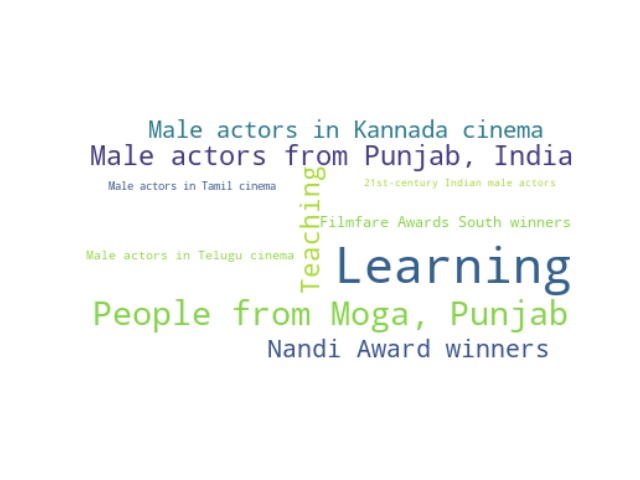 Male actors in Kannada cinema
Male actors from Punjab, India
Male actors in Tamil cinema
21st-century Indian male actors
Teaching
Filmfare Awards South winners
Male actors in Telugu cinema
Learning
People from Moga, Punjab
Nandi Award winners